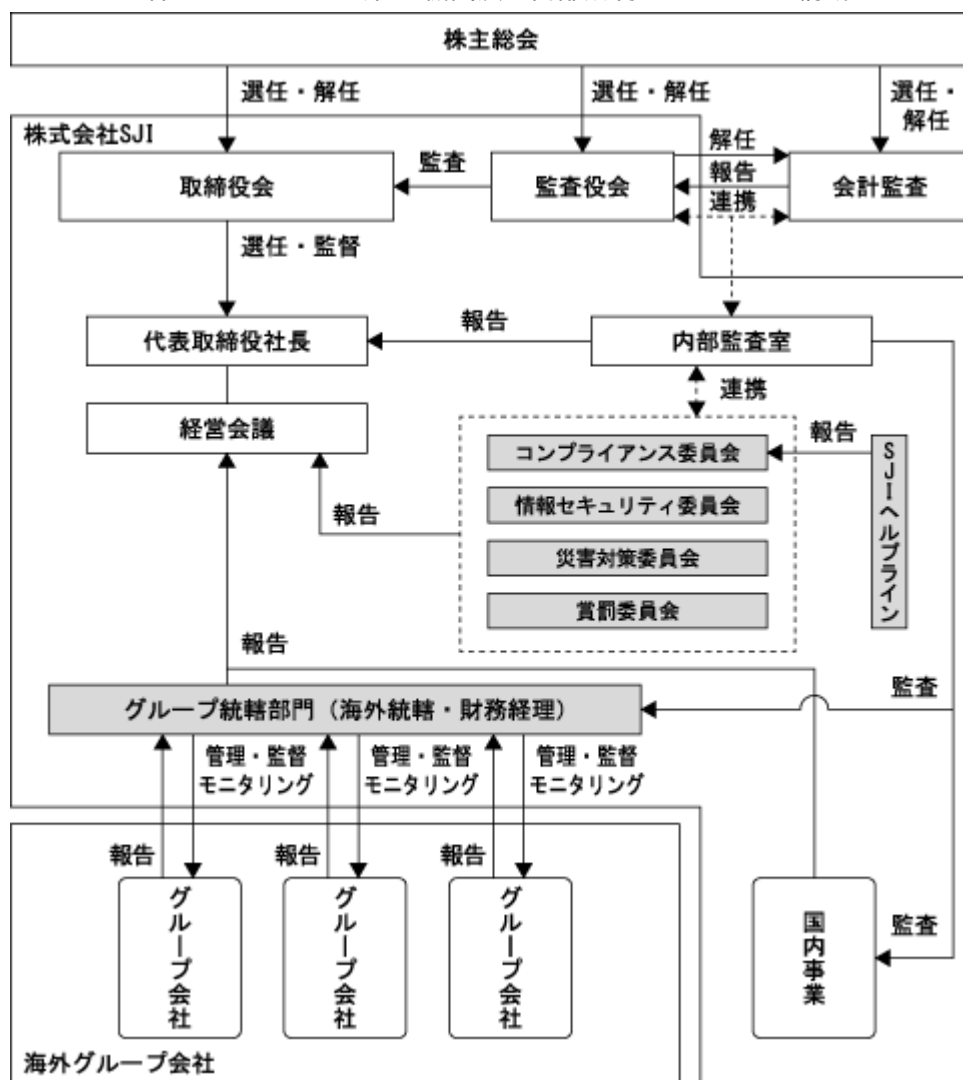 株主総会
選任・解任
選任・解任
選任・
解任
株式会社SJI
取締役会
監査
監査役会
解任
報告
連携
会計監査
選任・監督
代表取締役社長
報告
内部監査室
経営会議
連携
コンプライアンス委員会
報告
SJIヘルプライン
情報セキュリティ委員会
報告
災害対策委員会
賞罰委員会
報告
監査
グループ統轄部門（海外統轄・財務経理）
管理・監督
モニタリング
管理・監督
モニタリング
管理・監督
モニタリング
報告
報告
報告
グループ会社
グループ会社
グループ会社
国内事業
監査
海外グループ会社